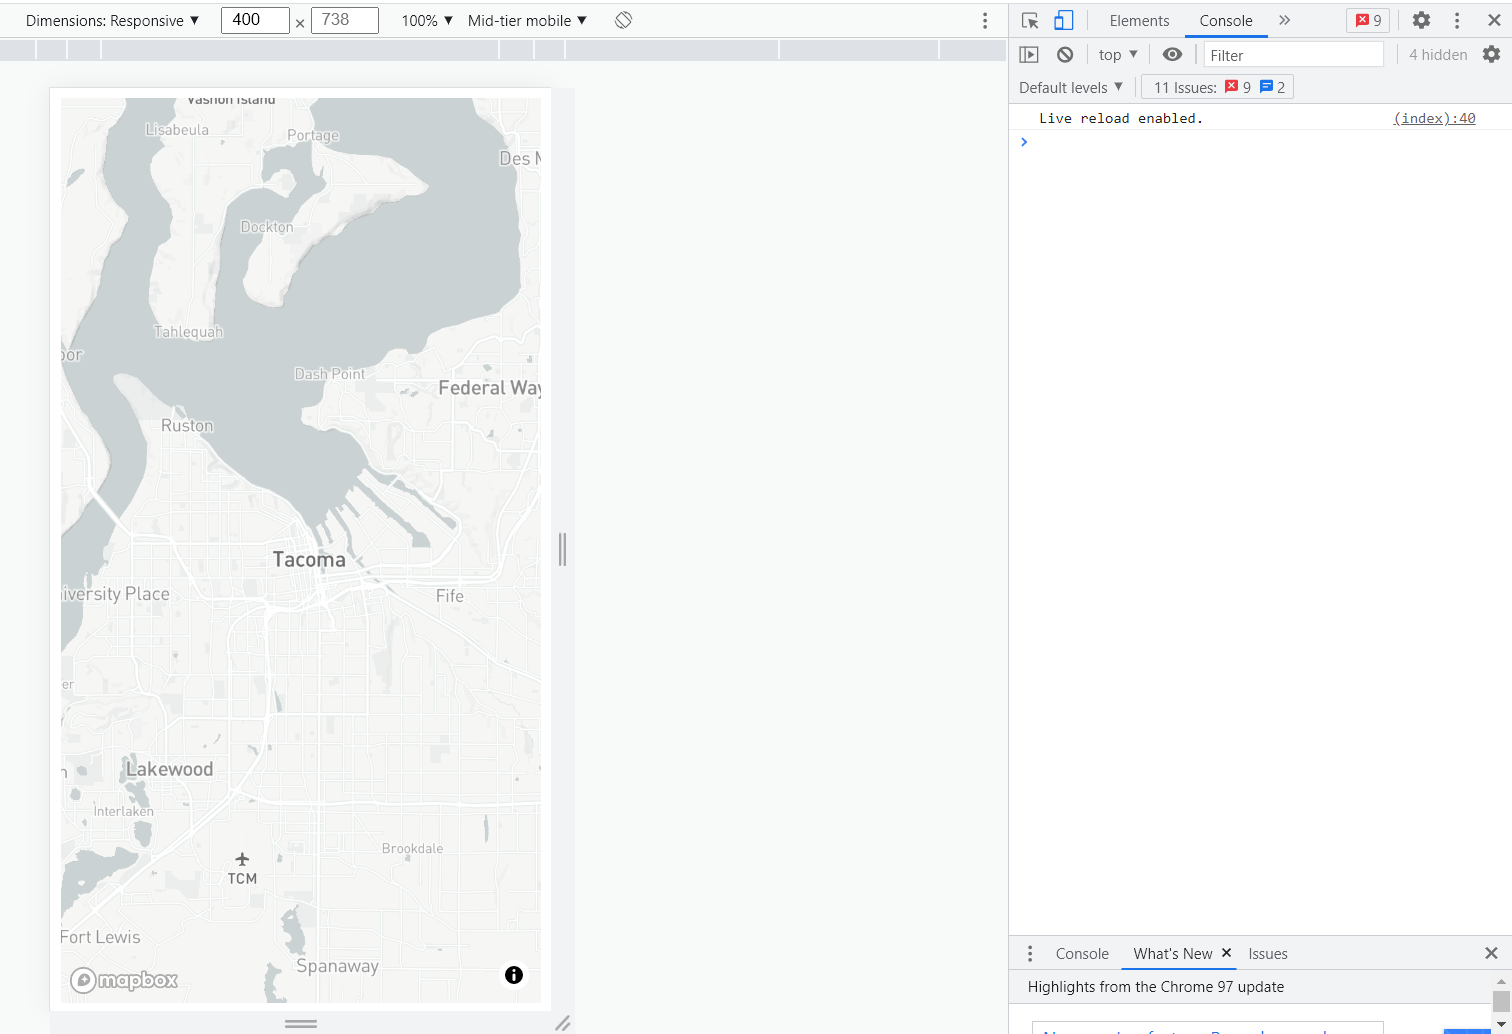 Dimensions: Responsive ▼ 400 × 738 100% ▼ Mid-tier mobile ▼
Elements Console » 9
top ▼ Filter 4 hidden
Default levels ▼ 11 Issues: 9 2
Live reload enabled. (index):40
Vashon Island
Lisabeula
Portage
Des M
Dockton
Tahlequah
oor
Dash Point
Federal Way
Ruston
Tacoma
iversity Place
Fife
er
n
Lakewood
Interlaken
Brookdale
TCM
Fort Lewis
Spanaway
mapbox
Console What's New × Issues
Highlights from the Chrome 97 update